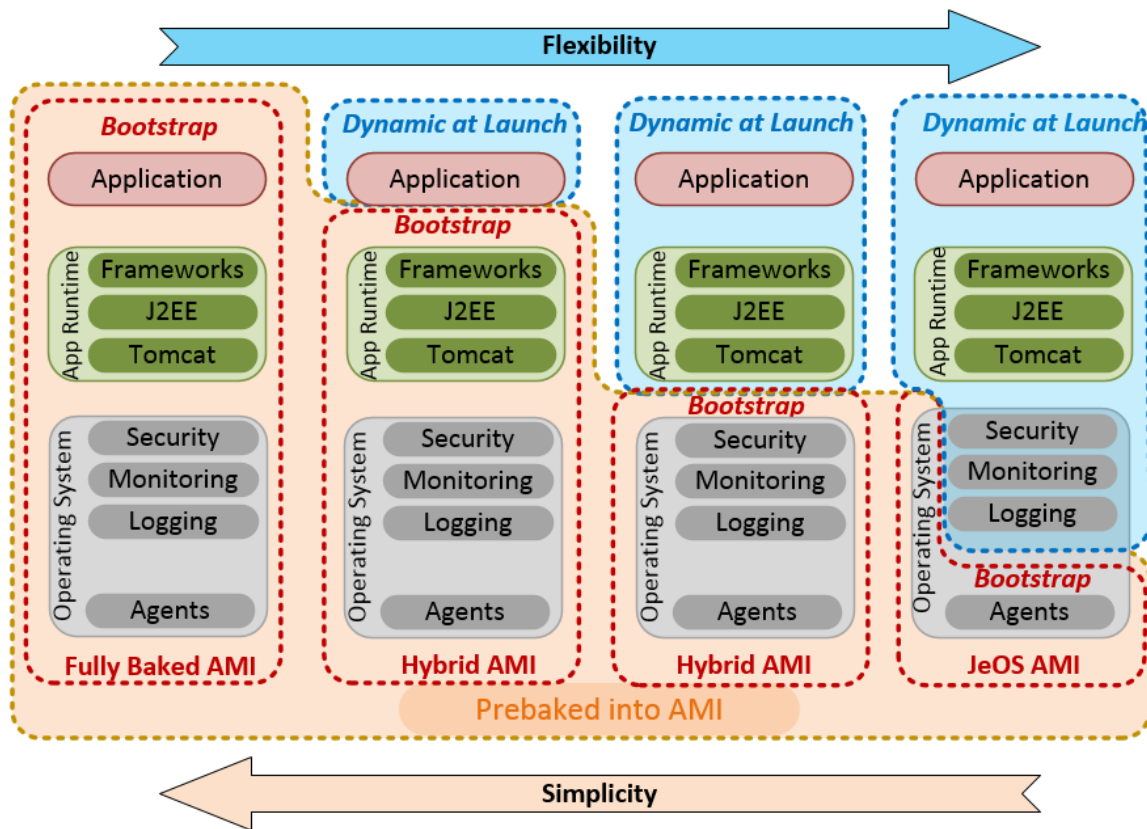 Flexibility
Bootstrap
Application
App Runtime
Frameworks
J2EE
Tomcat
Operating System
Security
Monitoring
Logging
Agents
Fully Baked AMI
Dynamic at Launch
Application
Bootstrap
App Runtime
Frameworks
J2EE
Tomcat
Operating System
Security
Monitoring
Logging
Agents
Hybrid AMI
Dynamic at Launch
Application
App Runtime
Frameworks
J2EE
Tomcat
Bootstrap
Operating System
Security
Monitoring
Logging
Agents
Hybrid AMI
Dynamic at Launch
Application
App Runtime
Frameworks
J2EE
Tomcat
Operating System
Security
Monitoring
Logging
Bootstrap
Agents
JeOS AMI
Prebaked into AMI
Simplicity